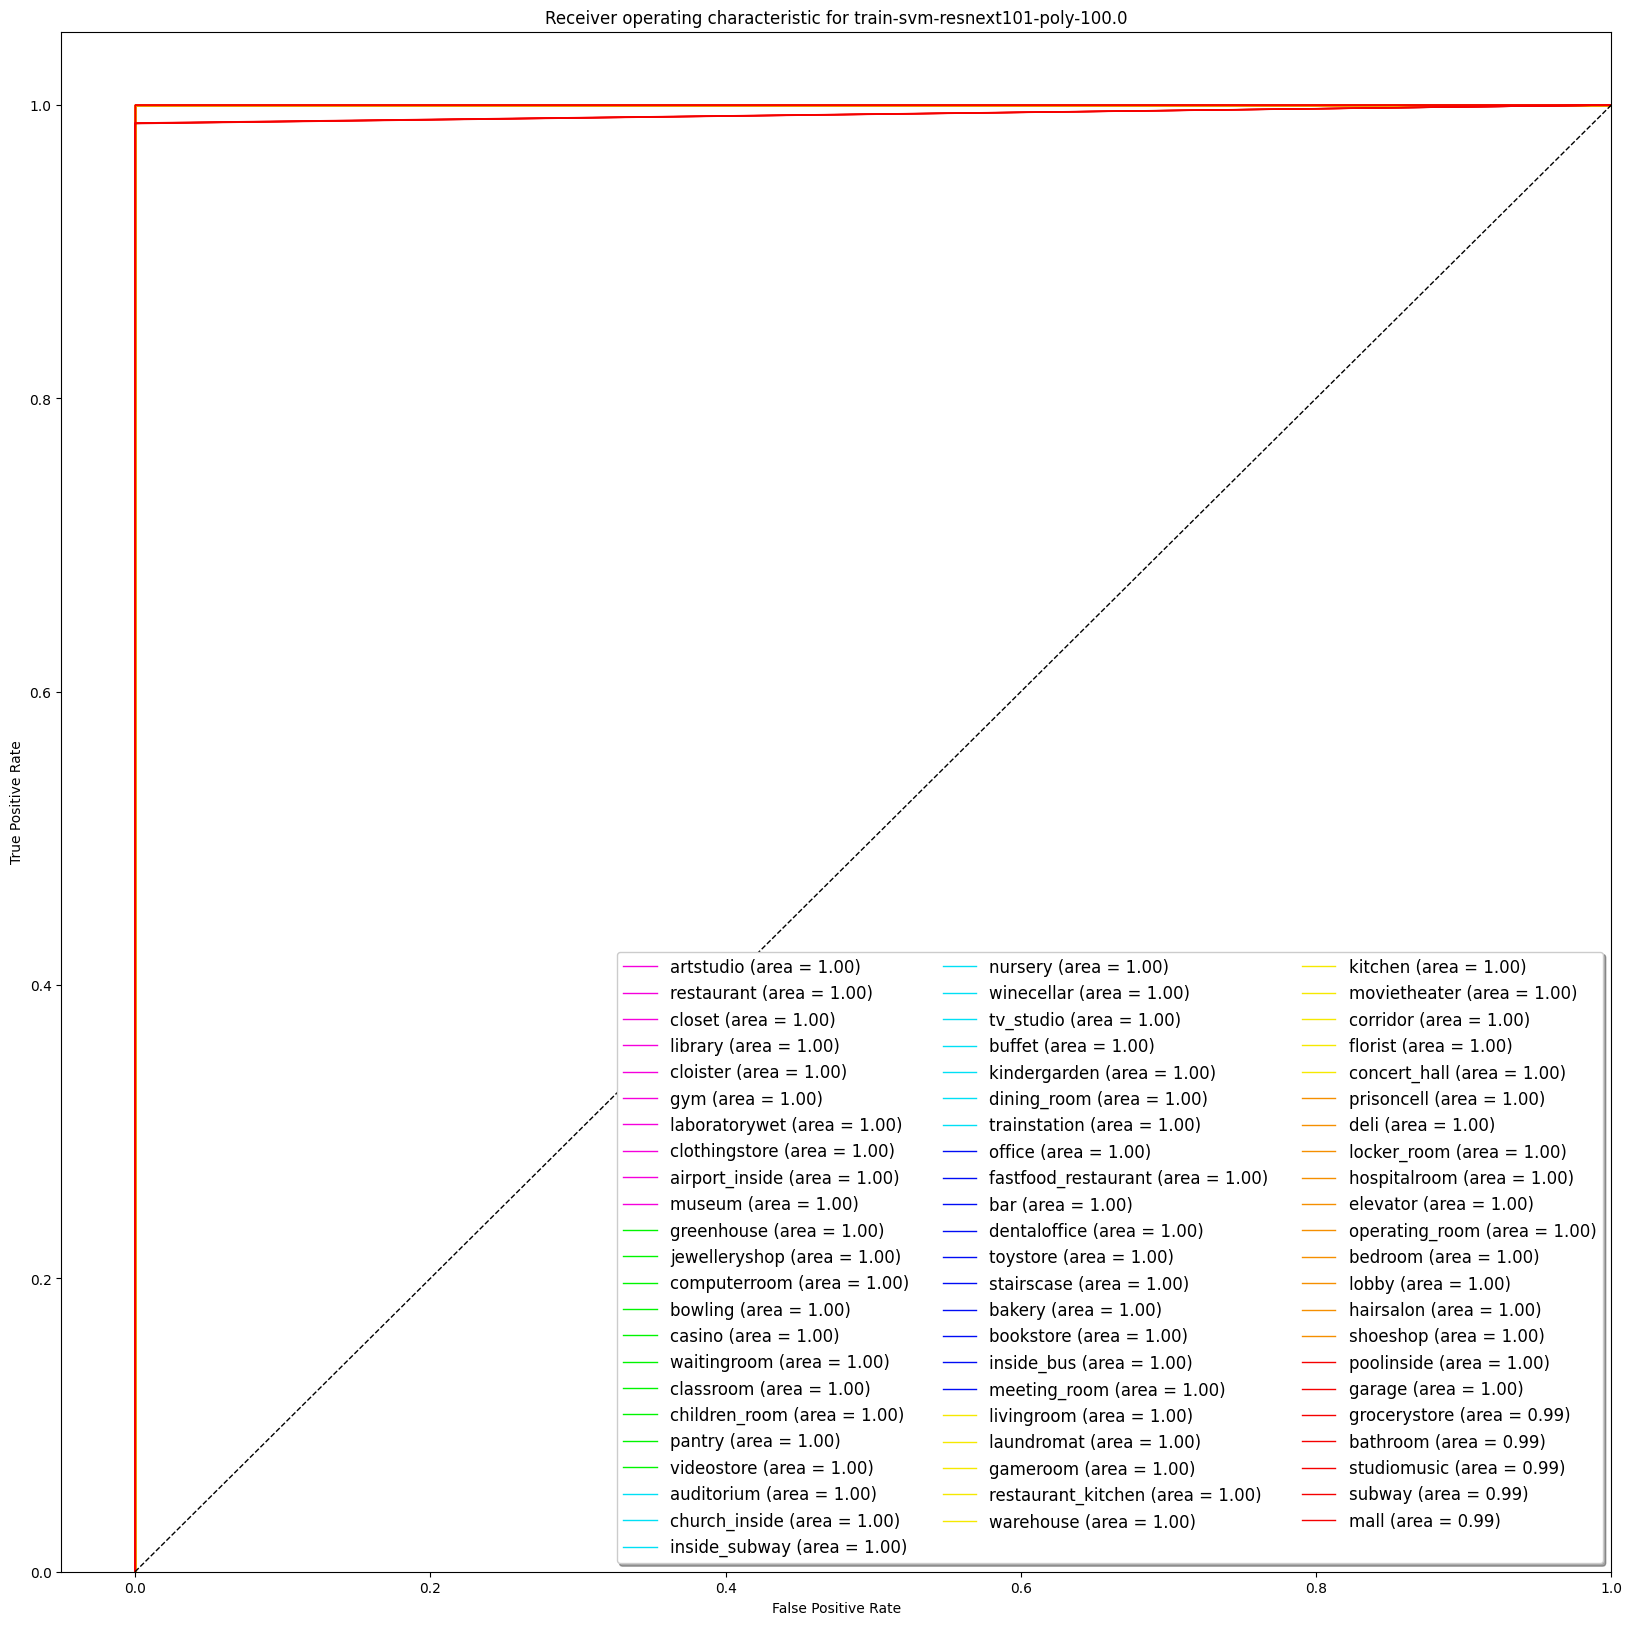 Receiver operating characteristic for train-svm-resnext101-poly-100.0
1.0
0.8
0.6
0.4
0.2
0.0
True Positive Rate
artstudio (area = 1.00)
restaurant (area = 1.00)
closet (area = 1.00)
library (area = 1.00)
cloister (area = 1.00)
gym (area = 1.00)
laboratorywet (area = 1.00)
clothingstore (area = 1.00)
airport_inside (area = 1.00)
museum (area = 1.00)
greenhouse (area = 1.00)
jewelleryshop (area = 1.00)
computerroom (area = 1.00)
bowling (area = 1.00)
casino (area = 1.00)
waitingroom (area = 1.00)
classroom (area = 1.00)
children_room (area = 1.00)
pantry (area = 1.00)
videostore (area = 1.00)
auditorium (area = 1.00)
church_inside (area = 1.00)
inside_subway (area = 1.00)
nursery (area = 1.00)
winecellar (area = 1.00)
tv_studio (area = 1.00)
buffet (area = 1.00)
kindergarden (area = 1.00)
dining_room (area = 1.00)
trainstation (area = 1.00)
office (area = 1.00)
fastfood_restaurant (area = 1.00)
bar (area = 1.00)
dentaloffice (area = 1.00)
toystore (area = 1.00)
stairscase (area = 1.00)
bakery (area = 1.00)
bookstore (area = 1.00)
inside_bus (area = 1.00)
meeting_room (area = 1.00)
livingroom (area = 1.00)
laundromat (area = 1.00)
gameroom (area = 1.00)
restaurant_kitchen (area = 1.00)
warehouse (area = 1.00)
kitchen (area = 1.00)
movietheater (area = 1.00)
corridor (area = 1.00)
florist (area = 1.00)
concert_hall (area = 1.00)
prisoncell (area = 1.00)
deli (area = 1.00)
locker_room (area = 1.00)
hospitalroom (area = 1.00)
elevator (area = 1.00)
operating_room (area = 1.00)
bedroom (area = 1.00)
lobby (area = 1.00)
hairsalon (area = 1.00)
shoeshop (area = 1.00)
poolinside (area = 1.00)
garage (area = 1.00)
grocerystore (area = 0.99)
bathroom (area = 0.99)
studiomusic (area = 0.99)
subway (area = 0.99)
mall (area = 0.99)
0.0 0.2 0.4 0.6 0.8 1.0
False Positive Rate